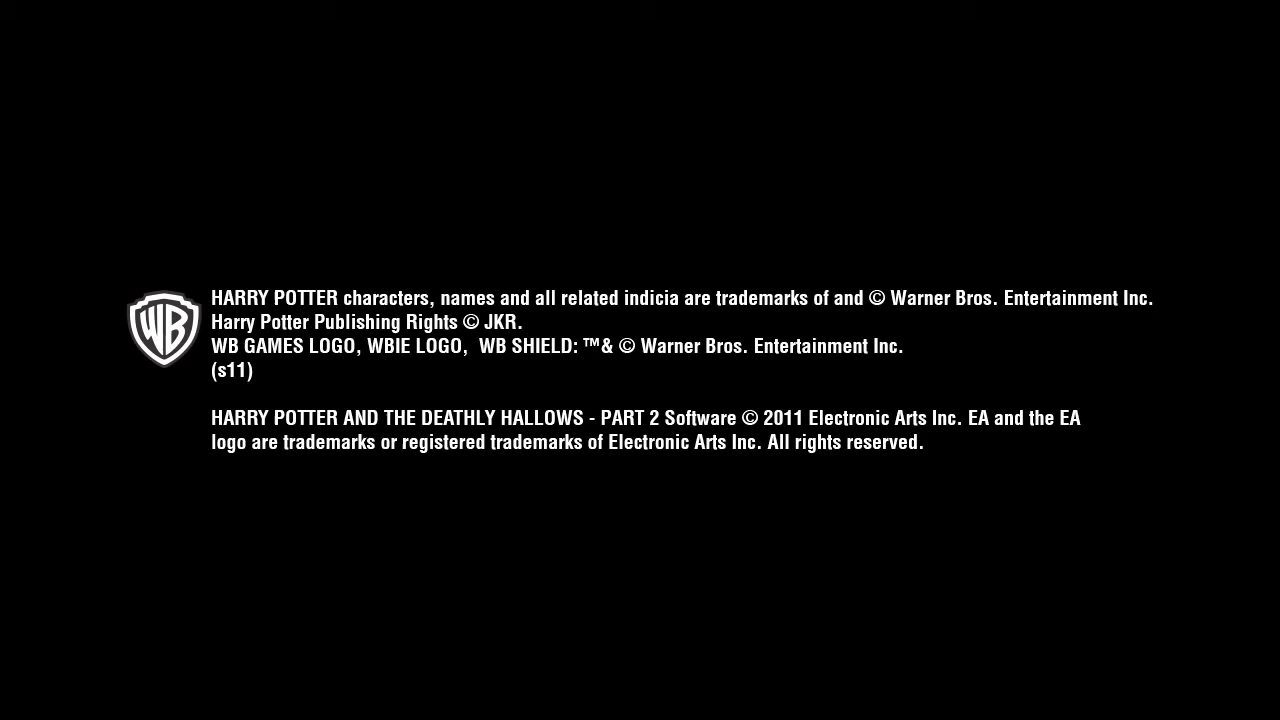 WB
HARRY POTTER characters, names and all related indicia are trademarks of and © Warner Bros. Entertainment Inc.
Harry Potter Publishing Rights © JKR.
WB GAMES LOGO, WBIE LOGO,  WB SHIELD: ™& © Warner Bros. Entertainment Inc.
(s11)
HARRY POTTER AND THE DEATHLY HALLOWS - PART 2 Software © 2011 Electronic Arts Inc. EA and the EA
logo are trademarks or registered trademarks of Electronic Arts Inc. All rights reserved.